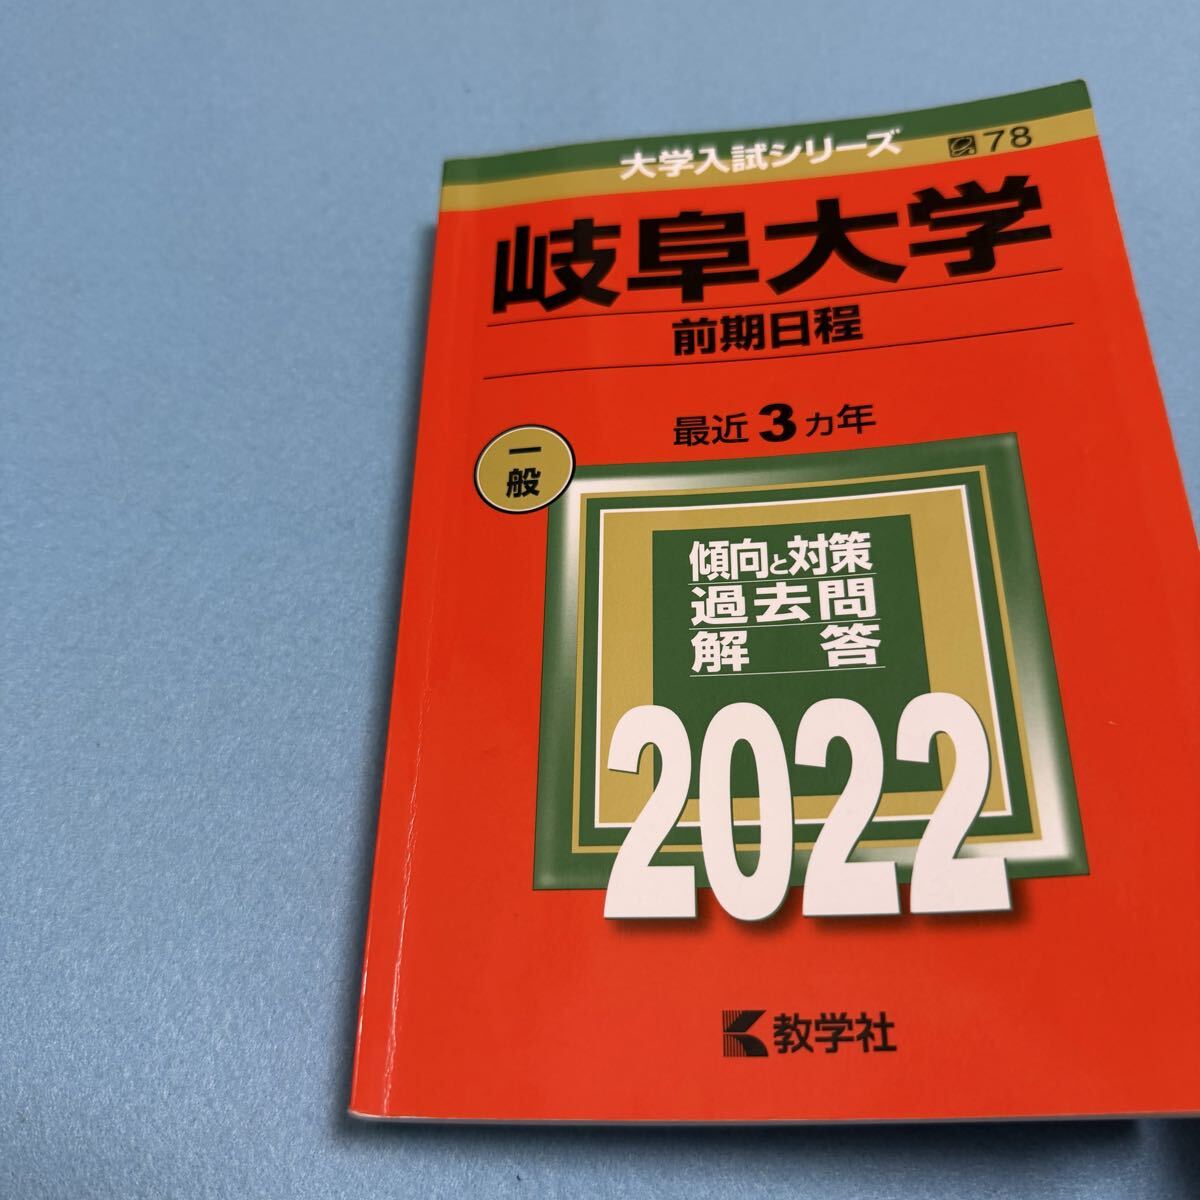 大学入試シリーズ
78
岐阜大学
前期日程
最近3ヵ年
一般
傾向と対策
過去問
解答
2022
教学社